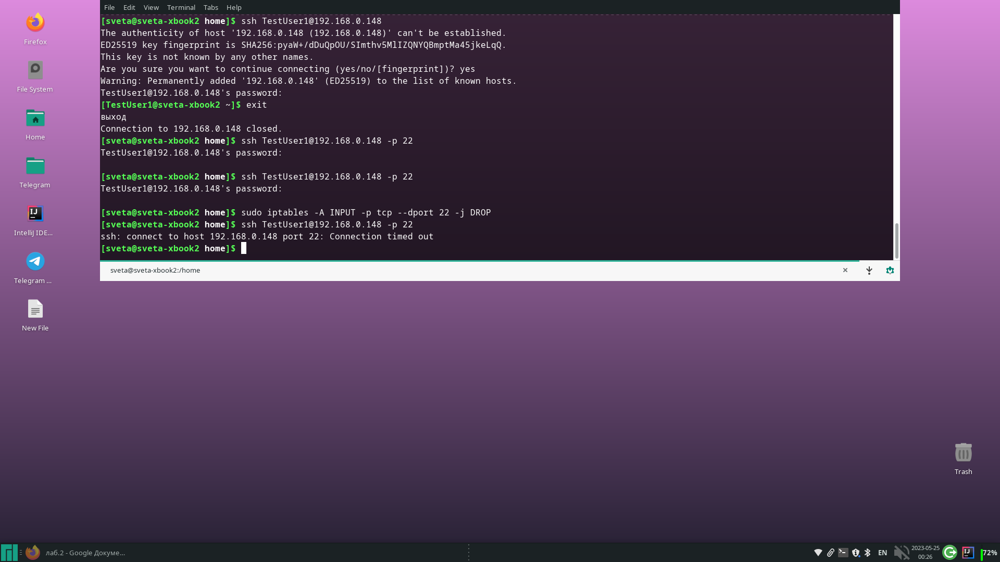 File Edit View Terminal Tabs Help
[sveta@sveta-xbook2 home]$ ssh TestUser1@192.168.0.148
The authenticity of host '192.168.0.148 (192.168.0.148)' can't be established.
ED25519 key fingerprint is SHA256:pyaW+/dDuQpOU/SImthv5MlIZQNYQBmptMa45jkeLqQ.
This key is not known by any other names.
Are you sure you want to continue connecting (yes/no/[fingerprint])? yes
Warning: Permanently added '192.168.0.148' (ED25519) to the list of known hosts.
TestUser1@192.168.0.148's password:
[TestUser1@sveta-xbook2 ~]$ exit
выход
Connection to 192.168.0.148 closed.
[sveta@sveta-xbook2 home]$ ssh TestUser1@192.168.0.148 -p 22
TestUser1@192.168.0.148's password:
[sveta@sveta-xbook2 home]$ ssh TestUser1@192.168.0.148 -p 22
TestUser1@192.168.0.148's password:
[sveta@sveta-xbook2 home]$ sudo iptables -A INPUT -p tcp --dport 22 -j DROP
[sveta@sveta-xbook2 home]$ ssh TestUser1@192.168.0.148 -p 22
ssh: connect to host 192.168.0.148 port 22: Connection timed out
[sveta@sveta-xbook2 home]$
sveta@sveta-xbook2:/home
Firefox
File System
Home
Telegram
IJ
IntelliJ IDE...
Telegram ...
New File
Trash
лаб.2 - Google Докуме...
EN
2023-05-25
00:26
IJ
72%